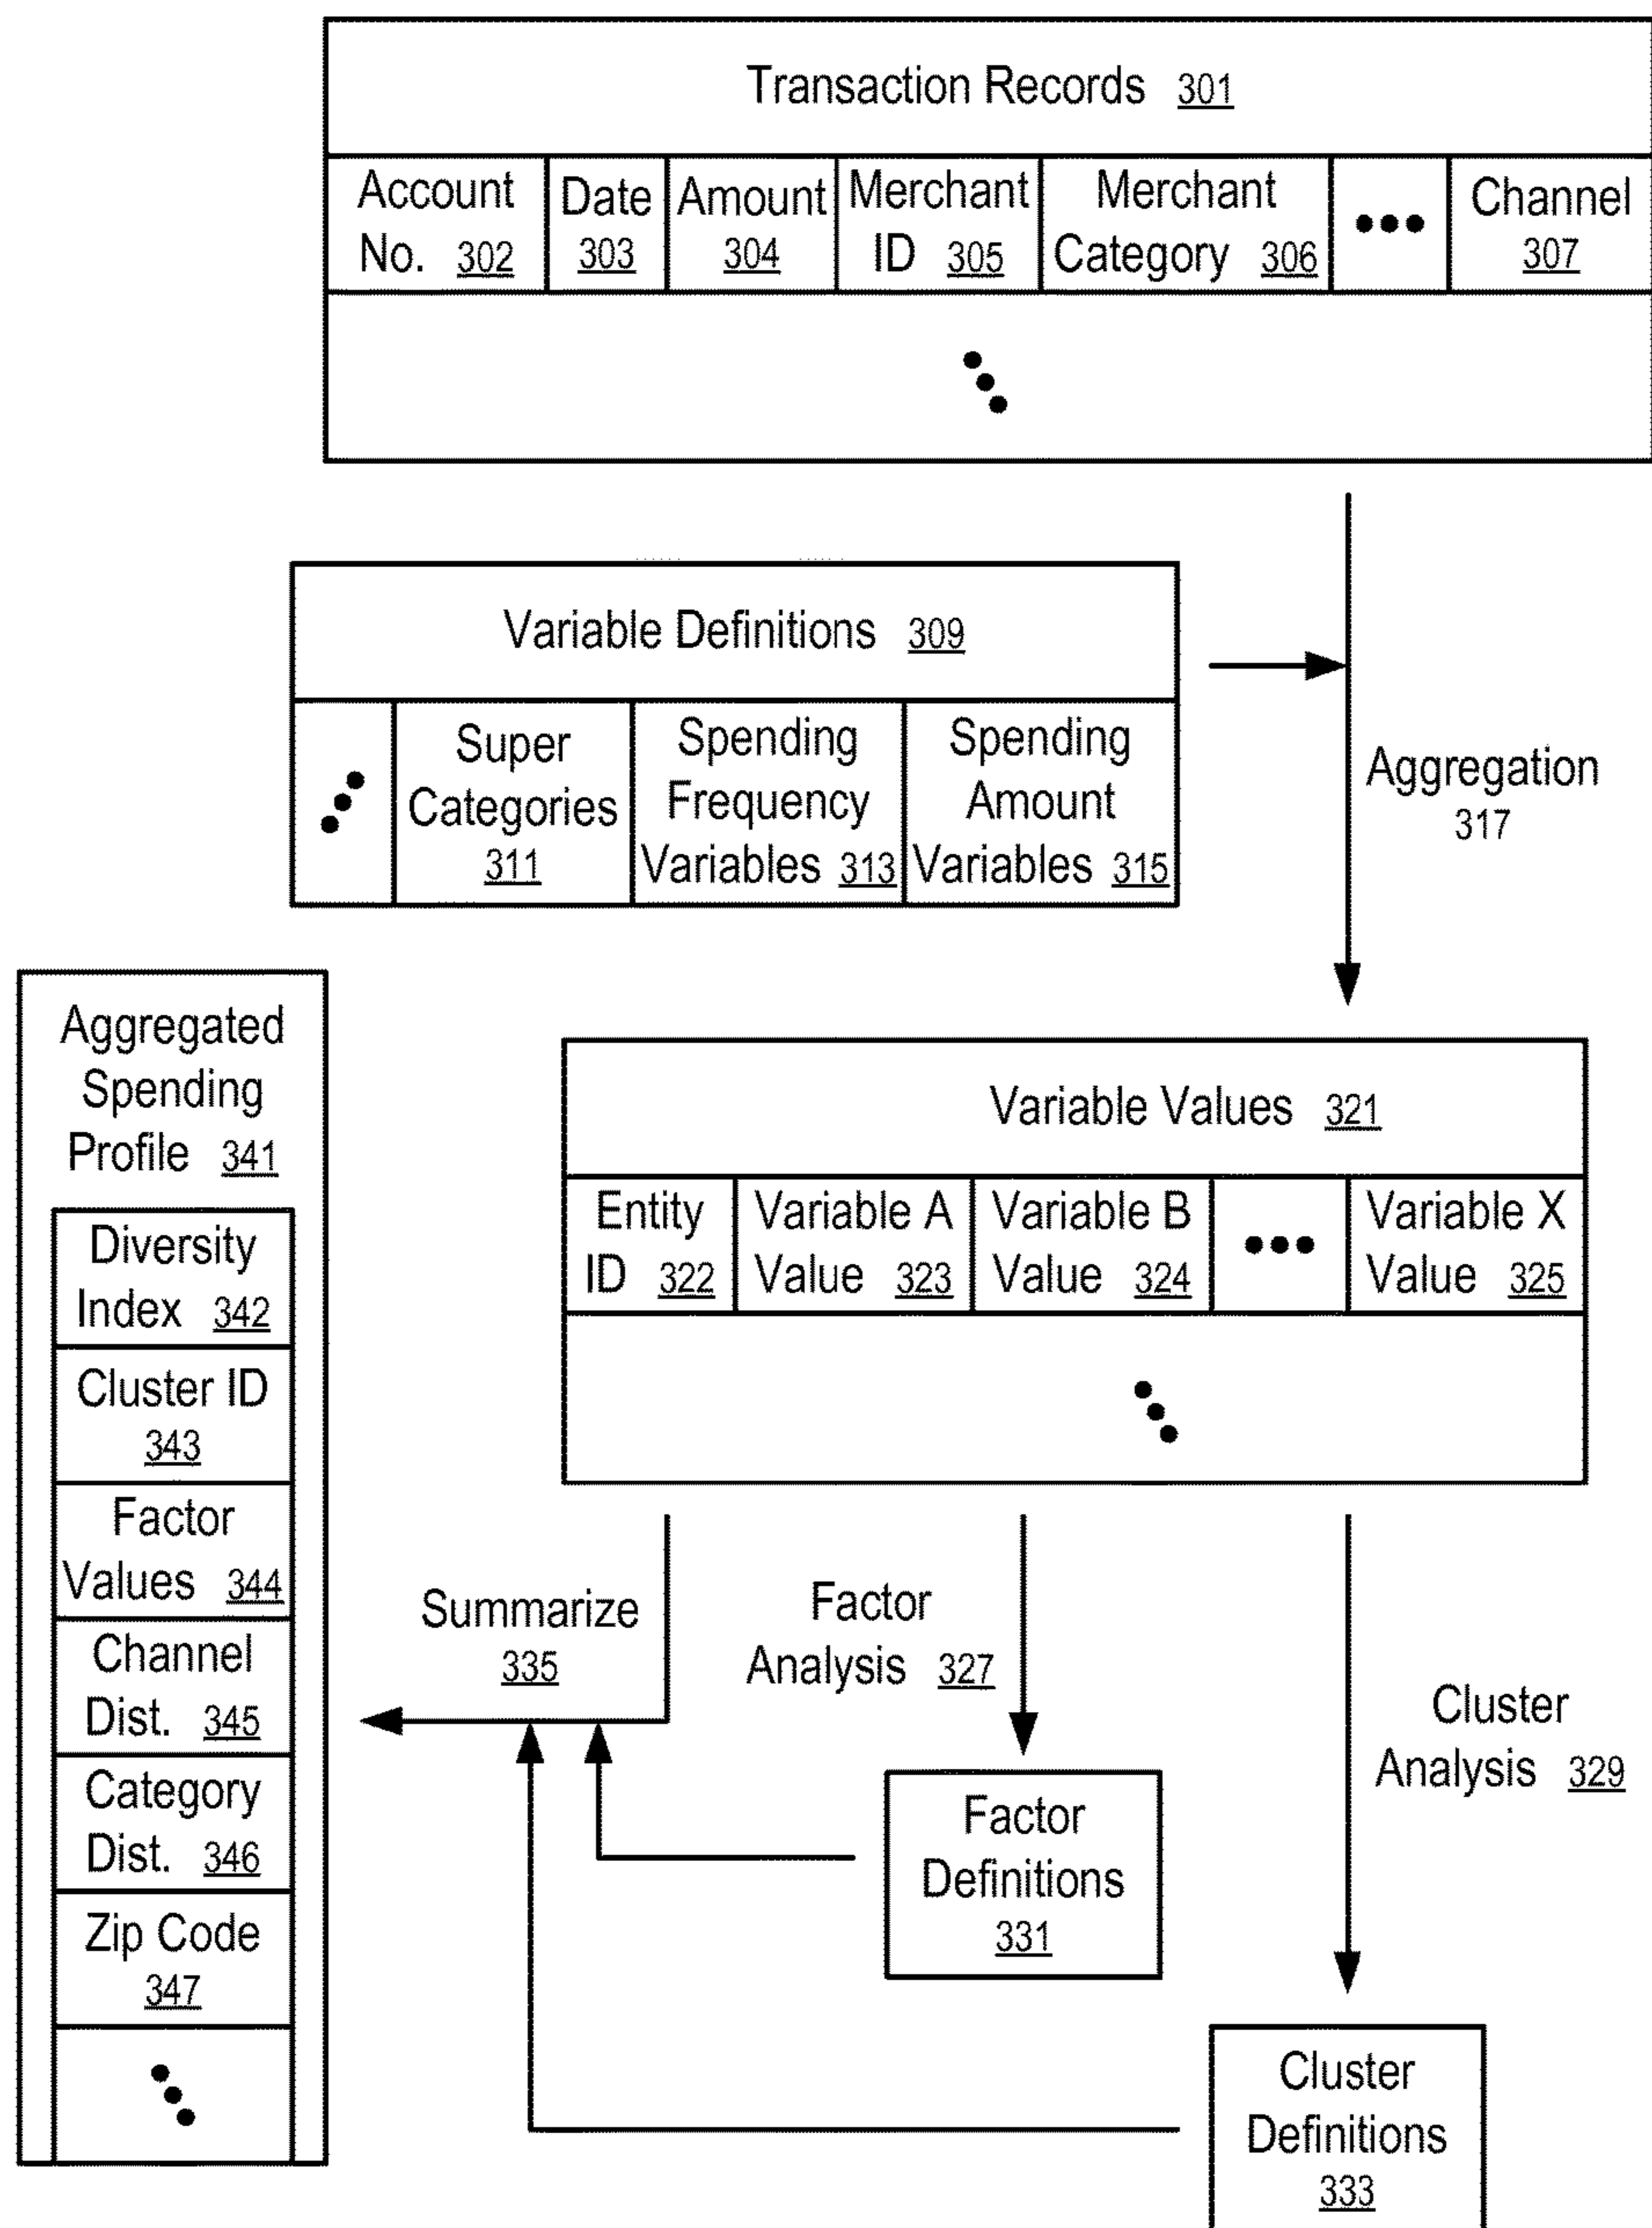 Transaction Records 301
Account
No. 302
Date
303
Amount
304
Merchant
ID 305
Merchant
Category 306
•••
Channel
307
Variable Definitions 309
Super
Categories
311
Spending
Frequency
Variables 313
Spending
Amount
Variables 315
Aggregation
317
Aggregated
Spending
Profile 341
Diversity
Index 342
Cluster ID
343
Factor
Values 344
Channel
Dist. 345
Category
Dist. 346
Zip Code
347
Variable Values 321
Entity
ID 322
Variable A
Value 323
Variable B
Value 324
•••
Variable X
Value 325
Summarize
335
Factor
Analysis 327
Cluster
Analysis 329
Factor
Definitions
331
Cluster
Definitions
333